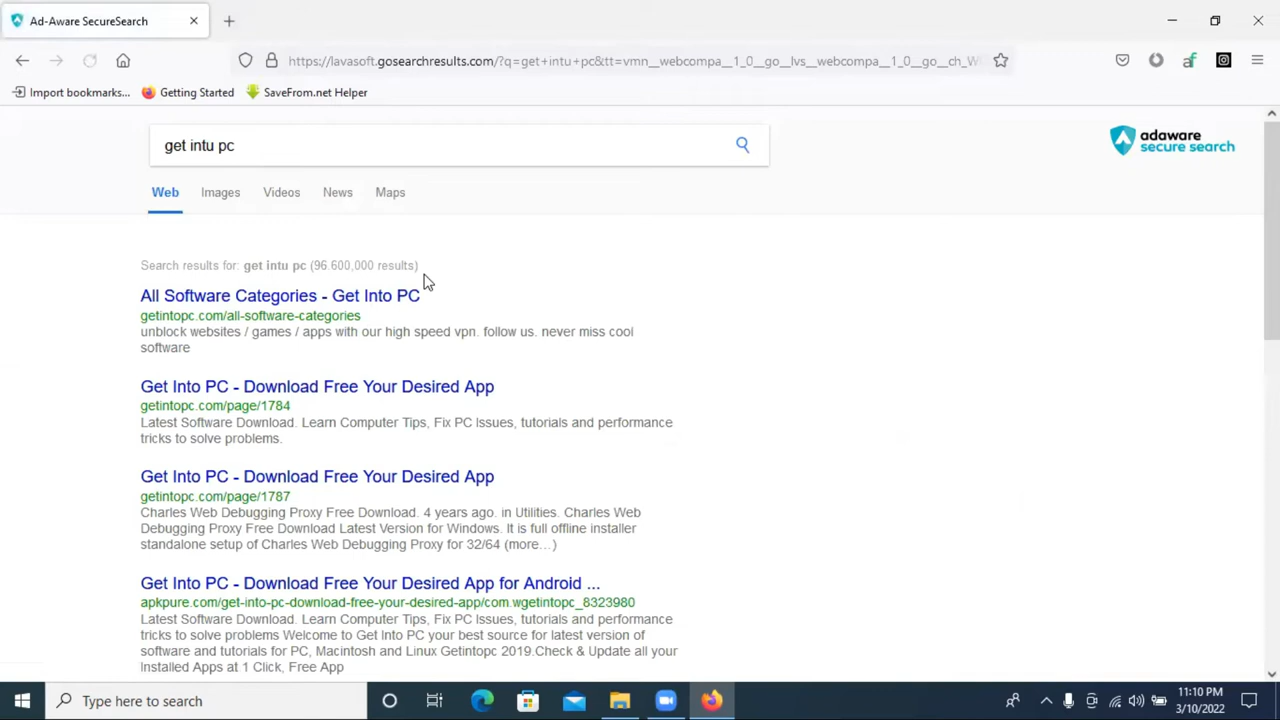 Ad-Aware SecureSearch
https://lavasoft.gosearchresults.com/?q=get+intu+pc&tt=vmn__webcompa__1_0__go__lvs__webcompa__1_0__go__ch_W
af
Import bookmarks...
Getting Started
SaveFrom.net Helper
get intu pc
adaware
secure search
Web
Images
Videos
News
Maps
Search results for: get intu pc (96.600,000 results)
All Software Categories - Get Into PC
getintopc.com/all-software-categories
unblock websites / games / apps with our high speed vpn. follow us. never miss cool
software
Get Into PC - Download Free Your Desired App
getintopc.com/page/1784
Latest Software Download. Learn Computer Tips, Fix PC Issues, tutorials and performance
tricks to solve problems.
Get Into PC - Download Free Your Desired App
getintopc.com/page/1787
Charles Web Debugging Proxy Free Download. 4 years ago. in Utilities. Charles Web
Debugging Proxy Free Download Latest Version for Windows. It is full offline installer
standalone setup of Charles Web Debugging Proxy for 32/64 (more…)
Get Into PC - Download Free Your Desired App for Android ...
apkpure.com/get-into-pc-download-free-your-desired-app/com.wgetintopc_8323980
Latest Software Download. Learn Computer Tips, Fix PC Issues, tutorials and performance
tricks to solve problems Welcome to Get Into PC your best source for latest version of
software and tutorials for PC, Macintosh and Linux Getintopc 2019.Check & Update all your
Installed Apps at 1 Click, Free App
Type here to search
11:10 PM
3/10/2022